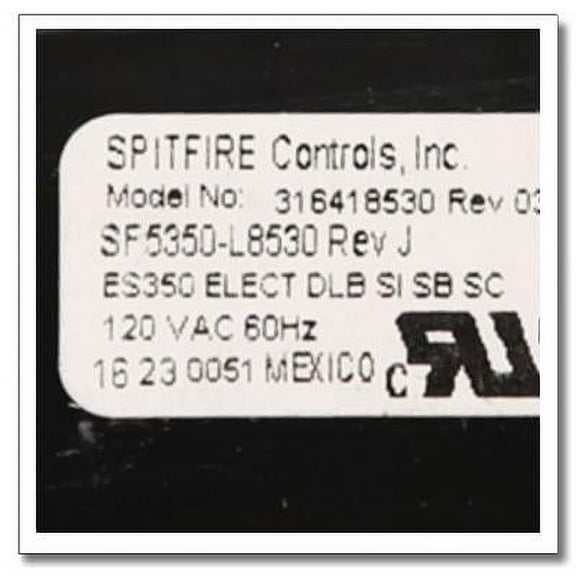 SPITFIRE Controls, Inc.
Model No: 316418530 Rev 03
SF5350-L8530 Rev J
ES350 ELECT DLB SI SB SC
120 VAC 60Hz
16 23 0051 MEXICO